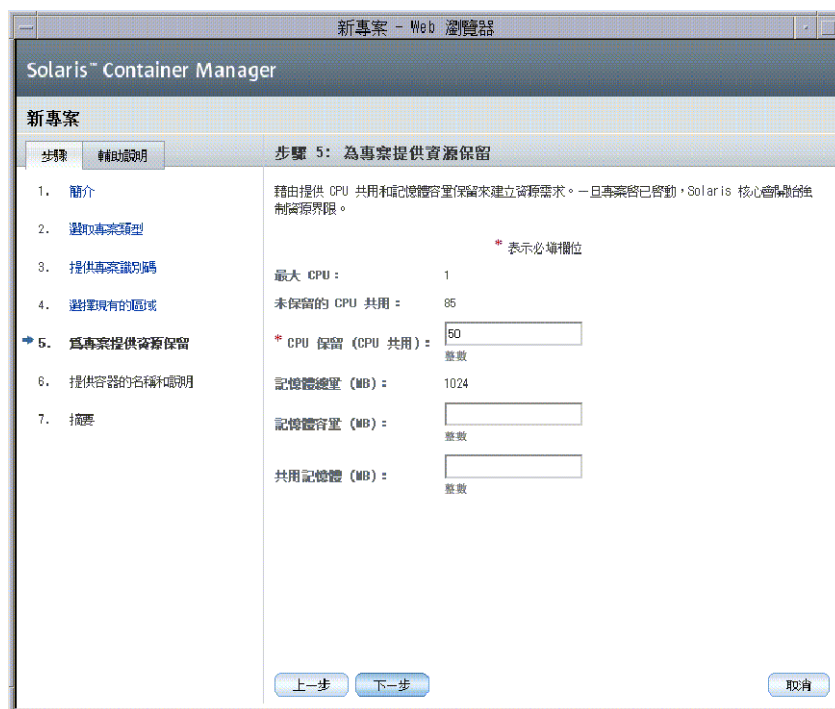 新專案 - Web 瀏覽器
Solaris™ Container Manager
新專案
步驟
輔助說明
1. 簡介
2. 選取專案類型
3. 提供專案識別碼
4. 選擇現有的區域
5. 為專案提供資源保留
6. 提供容器的名稱和說明
7. 摘要
步驟 5: 為專案提供資源保留
藉由提供 CPU 共用和記憶體容量保留來建立資源需求。一旦專案啓已啓動，Solaris 核心會開始強
制資源界限。
* 表示必填欄位
最大 CPU： 1
未保留的 CPU 共用： 85
* CPU 保留 (CPU 共用)： 50
整數
記憶體總量 (MB)： 1024
記憶體容量 (MB)：
整數
共用記憶體 (MB)：
整數
上一步
下一步
取消